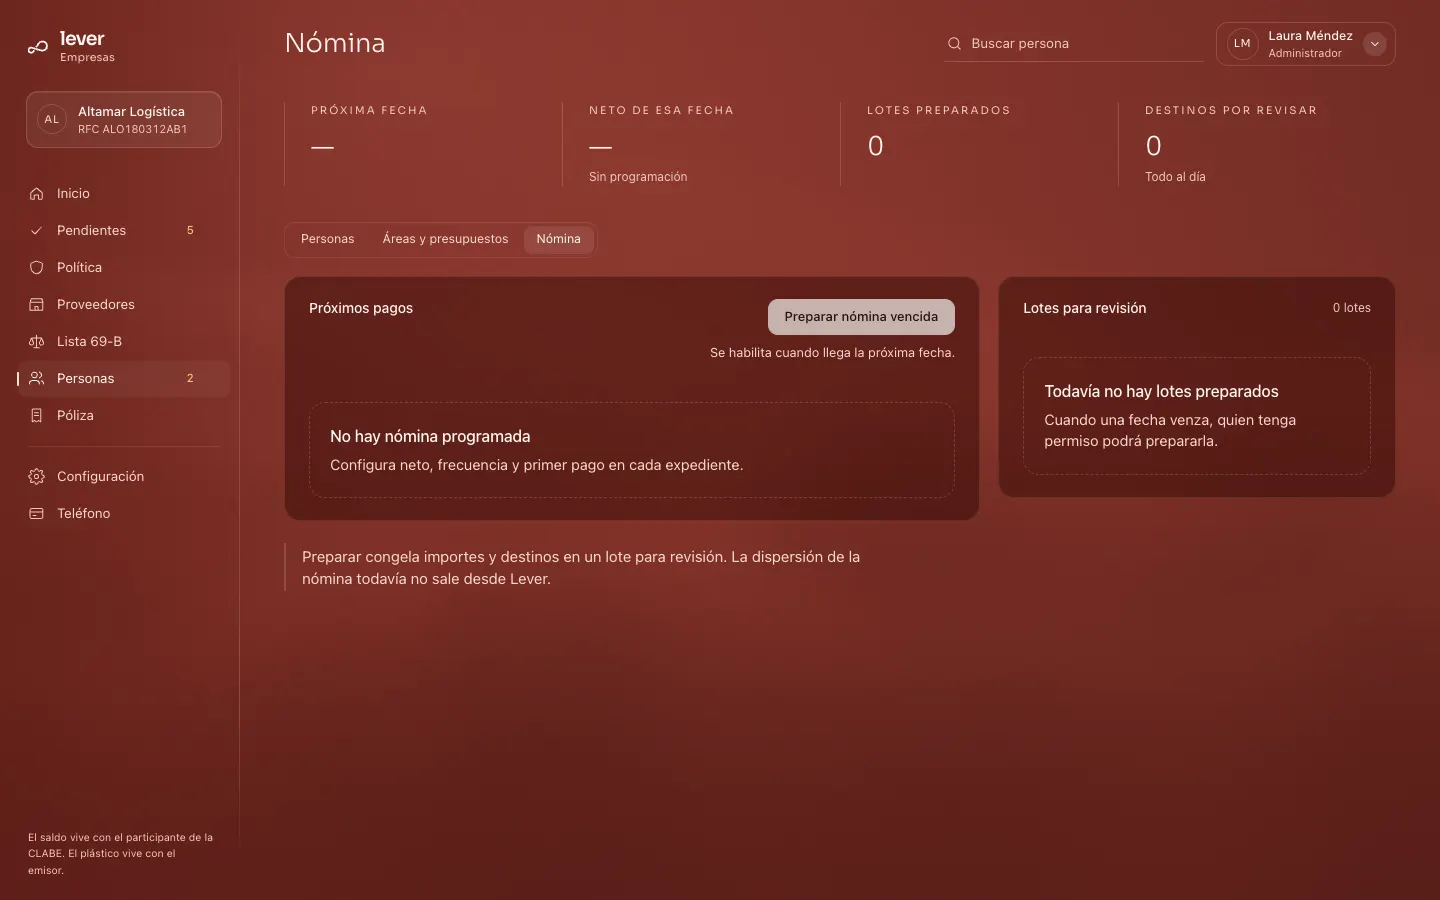 lever
Empresas
AL
Altamar Logística
RFC ALO180312AB1
Inicio
Pendientes 5
Política
Proveedores
Lista 69-B
Personas 2
Póliza
Configuración
Teléfono
El saldo vive con el participante de la
CLABE. El plástico vive con el
emisor.
Nómina
Buscar persona
LM
Laura Méndez
Administrador
PRÓXIMA FECHA
—
NETO DE ESA FECHA
—
Sin programación
LOTES PREPARADOS
0
DESTINOS POR REVISAR
0
Todo al día
Personas Áreas y presupuestos Nómina
Próximos pagos
Preparar nómina vencida
Se habilita cuando llega la próxima fecha.
No hay nómina programada
Configura neto, frecuencia y primer pago en cada expediente.
Lotes para revisión 0 lotes
Todavía no hay lotes preparados
Cuando una fecha venza, quien tenga
permiso podrá prepararla.
Preparar congela importes y destinos en un lote para revisión. La dispersión de la
nómina todavía no sale desde Lever.